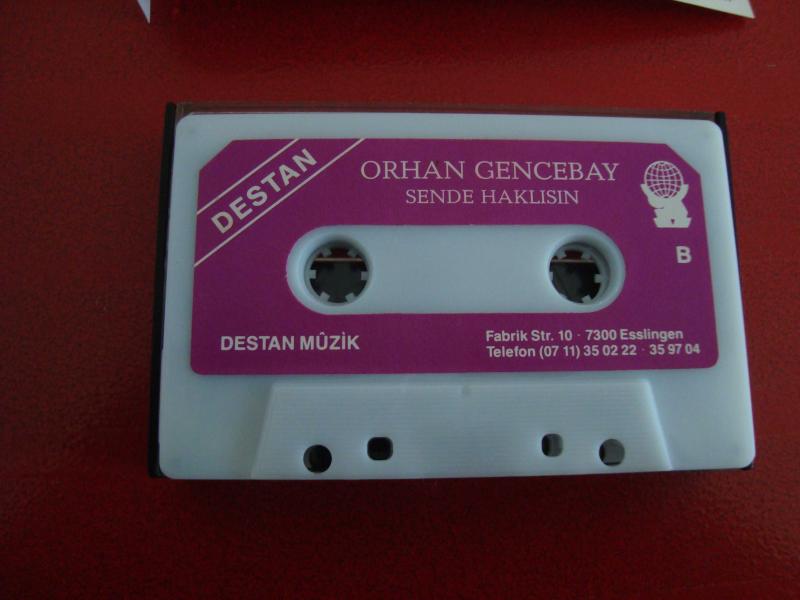 DESTAN
ORHAN GENCEBAY
SENDE HAKLISIN
B
DESTAN MÛZİK
Fabrik Str. 10 · 7300 Esslingen
Telefon (07 11) 35 02 22 · 35 97 04